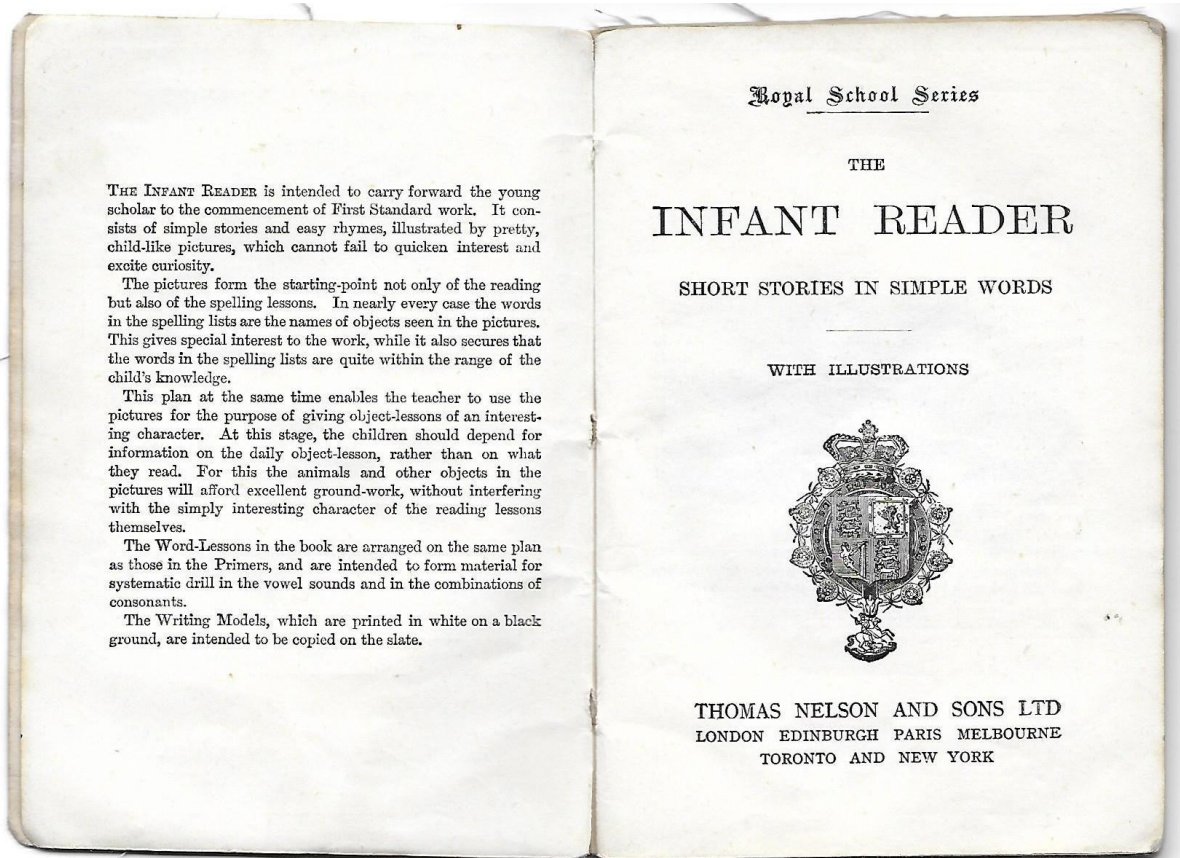 THE INFANT READER is intended to carry forward the young
scholar to the commencement of First Standard work. It con-
sists of simple stories and easy rhymes, illustrated by pretty,
child-like pictures, which cannot fail to quicken interest and
excite curiosity.
The pictures form the starting-point not only of the reading
but also of the spelling lessons. In nearly every case the words
in the spelling lists are the names of objects seen in the pictures.
This gives special interest to the work, while it also secures that
the words in the spelling lists are quite within the range of the
child's knowledge.
This plan at the same time enables the teacher to use the
pictures for the purpose of giving object-lessons of an interest-
ing character. At this stage, the children should depend for
information on the daily object-lesson, rather than on what
they read. For this the animals and other objects in the
pictures will afford excellent ground-work, without interfering
with the simply interesting character of the reading lessons
themselves.
The Word-Lessons in the book are arranged on the same plan
as those in the Primers, and are intended to form material for
systematic drill in the vowel sounds and in the combinations of
consonants.
The Writing Models, which are printed in white on a black
ground, are intended to be copied on the slate.
Royal School Series
THE
INFANT READER
SHORT STORIES IN SIMPLE WORDS
WITH ILLUSTRATIONS
THOMAS NELSON AND SONS LTD
LONDON EDINBURGH PARIS MELBOURNE
TORONTO AND NEW YORK